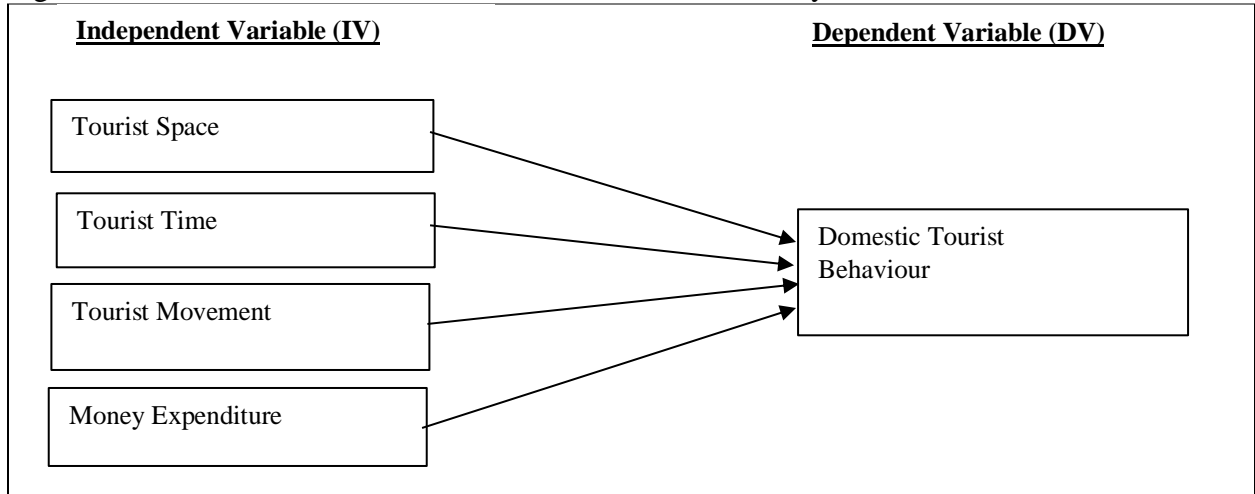 Independent Variable (IV)
Dependent Variable (DV)
Tourist Space
Tourist Time
Tourist Movement
Money Expenditure
Domestic Tourist
Behaviour